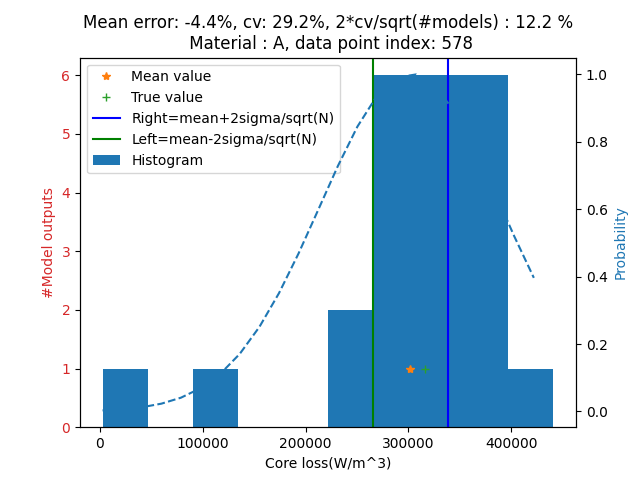 Mean error: -4.4%, cv: 29.2%, 2*cv/sqrt(#models) : 12.2 %
Material : A, data point index: 578
Mean value
True value
Right=mean+2sigma/sqrt(N)
Left=mean-2sigma/sqrt(N)
Histogram
#Model outputs
6
5
4
3
2
1
0
Probability
1.0
0.8
0.6
0.4
0.2
0.0
0
100000
200000
300000
400000
Core loss(W/m^3)